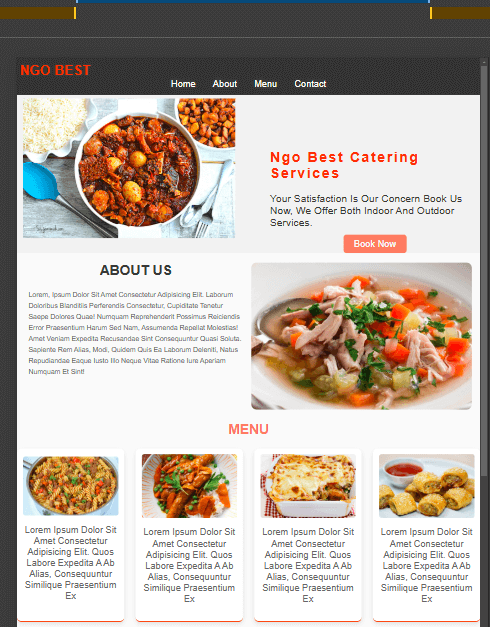 NGO BEST
Home About Menu Contact
Ngo Best Catering
Services
Your Satisfaction Is Our Concern Book Us
Now, We Offer Both Indoor And Outdoor
Services.
Book Now
ABOUT US
Lorem, Ipsum Dolor Sit Amet Consectetur Adipisicing Elit. Laborum
Doloribus Blanditiis Perferendis Consectetur, Cupiditate Tenetur
Saepe Dolores Quae! Numquam Reprehenderit Possimus Reiciendis
Error Praesentium Harum Sed Nam, Assumenda Repellat Molestias!
Amet Veniam Expedita Recusandae Sint Consequuntur Quasi Soluta.
Sapiente Rem Alias, Modi, Quidem Quis Ea Laborum Deleniti, Natus
Repudiandae Eaque Iusto Illo Neque Vitae Ratione Iure Aperiam
Numquam Et Sint!
MENU
Lorem Ipsum Dolor Sit
Amet Consectetur
Adipisicing Elit. Quos
Labore Expedita A Ab
Alias, Consequuntur
Similique Praesentium
Ex
Lorem Ipsum Dolor Sit
Amet Consectetur
Adipisicing Elit. Quos
Labore Expedita A Ab
Alias, Consequuntur
Similique Praesentium
Ex
Lorem Ipsum Dolor Sit
Amet Consectetur
Adipisicing Elit. Quos
Labore Expedita A Ab
Alias, Consequuntur
Similique Praesentium
Ex
Lorem Ipsum Dolor Sit
Amet Consectetur
Adipisicing Elit. Quos
Labore Expedita A Ab
Alias, Consequuntur
Similique Praesentium
Ex